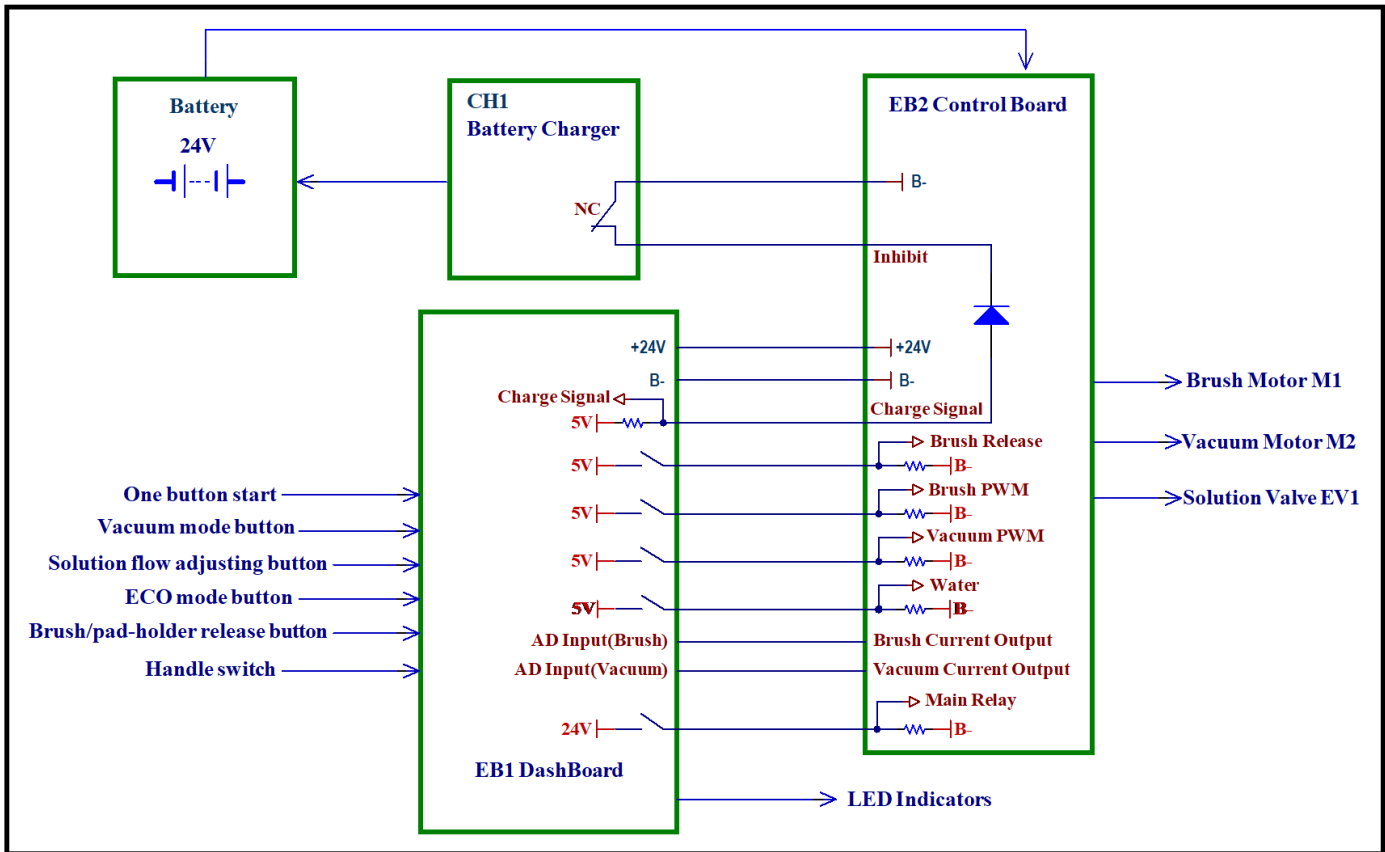 Battery
24V
CH1
Battery Charger
NC
EB2 Control Board
B-
Inhibit
+24V
+24V
B-
B-
Charge Signal
Charge Signal
5V
Brush Release
5V
B-
Brush PWM
5V
B-
Vacuum PWM
5V
B-
Water
5V
B-
AD Input(Brush)
Brush Current Output
AD Input(Vacuum)
Vacuum Current Output
Main Relay
24V
B-
EB1 DashBoard
LED Indicators
One button start
Vacuum mode button
Solution flow adjusting button
ECO mode button
Brush/pad-holder release button
Handle switch
Brush Motor M1
Vacuum Motor M2
Solution Valve EV1